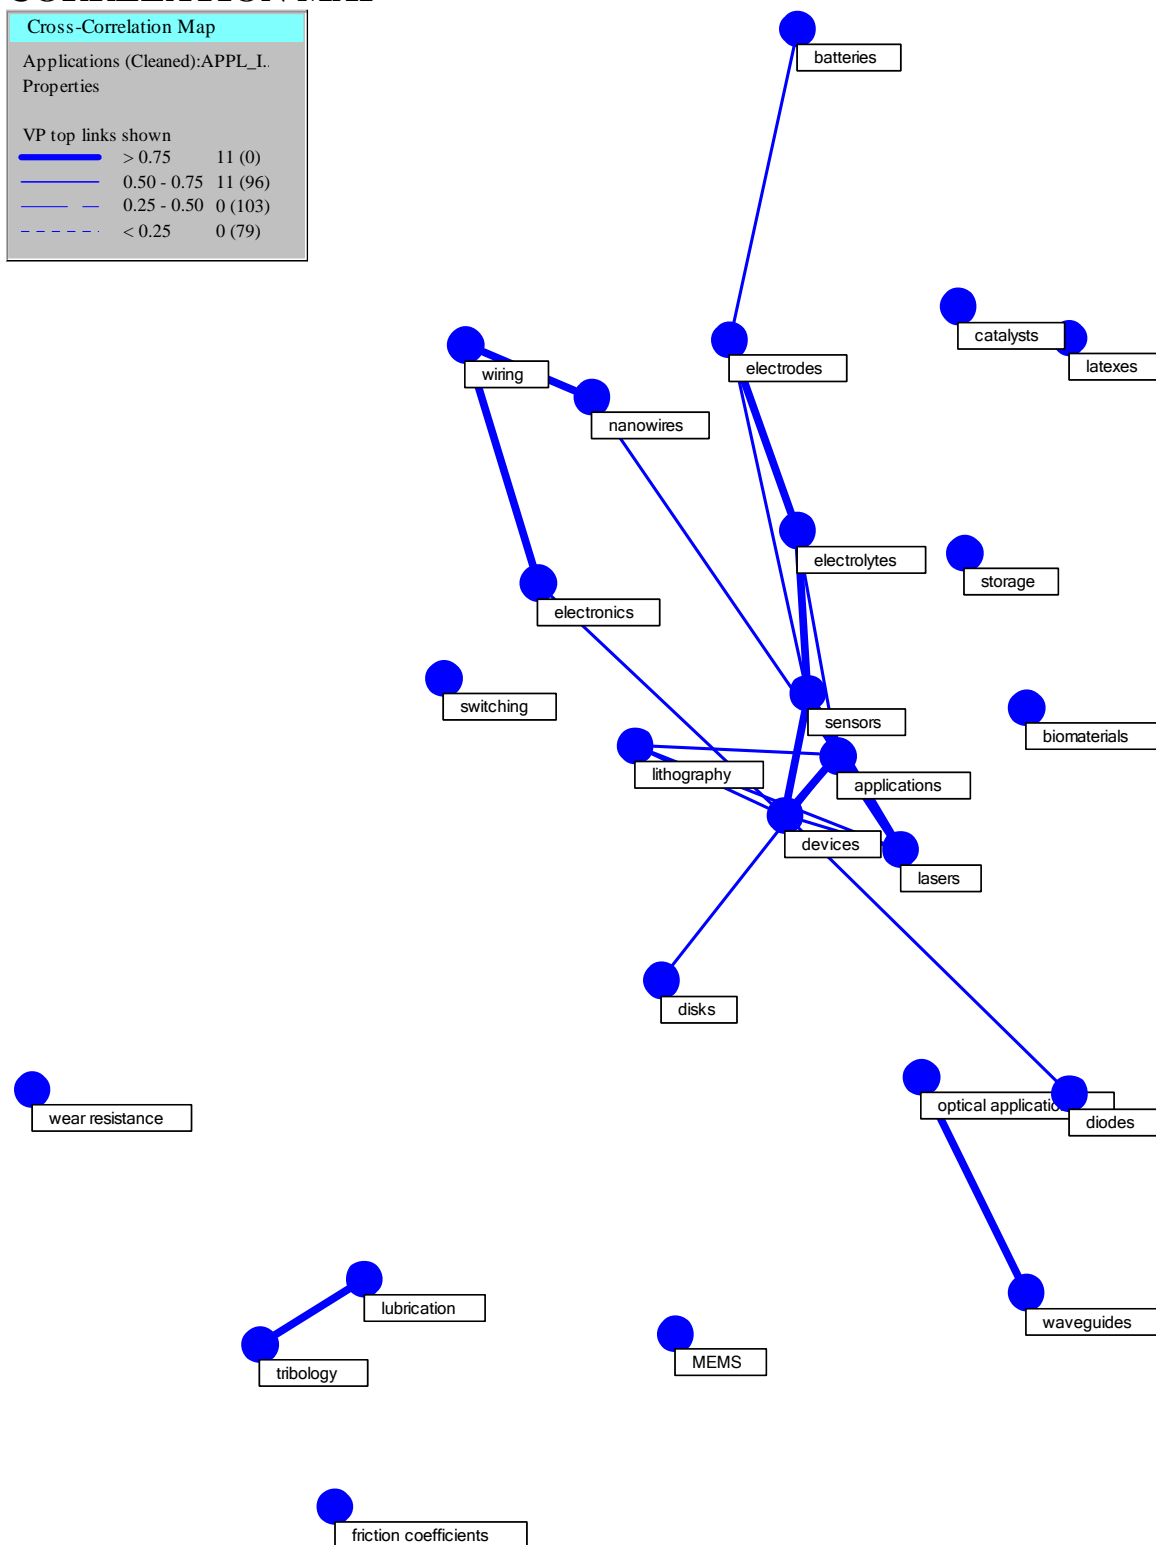 Cross-Correlation Map
Applications (Cleaned):APPL_I..
Properties
VP top links shown
> 0.75 11 (0)
0.50 - 0.75 11 (96)
0.25 - 0.50 0 (103)
< 0.25 0 (79)
batteries
catalysts
latexes
electrodes
wiring
nanowires
electrolytes
storage
electronics
switching
sensors
biomaterials
lithography
applications
devices
lasers
disks
wear resistance
optical applicatio
diodes
lubrication
waveguides
MEMS
tribology
friction coefficients